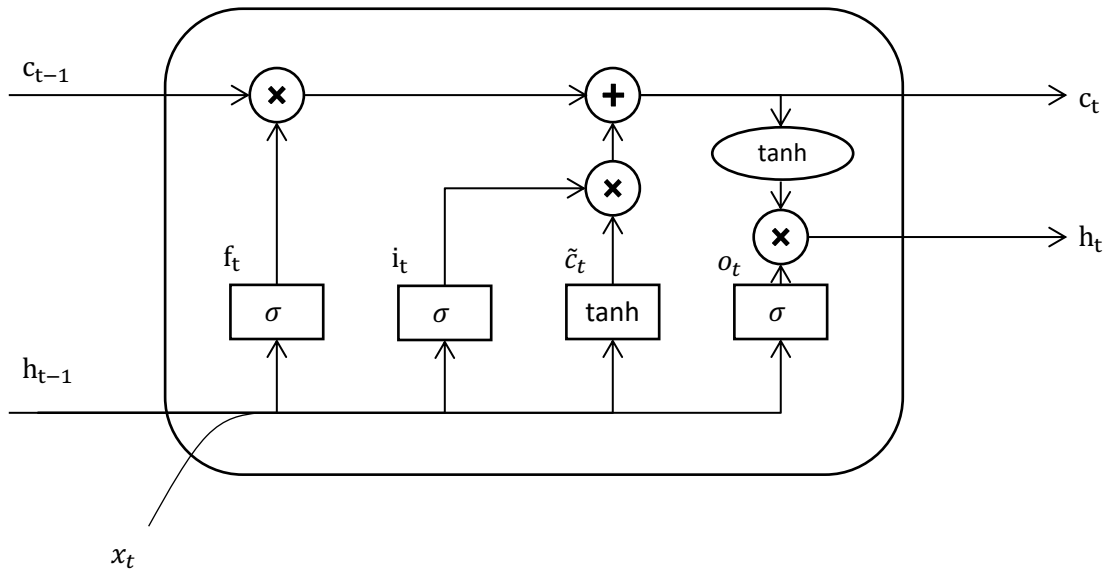 c_{t−1}
×
+
c_t
tanh
×
×
h_t
f_t
i_t
c̃_t
o_t
σ
σ
tanh
σ
h_{t−1}
x_t